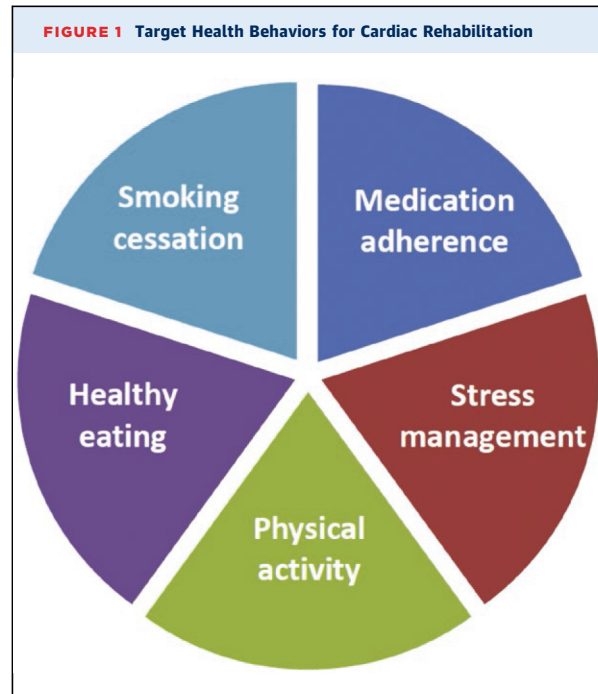 FIGURE 1 Target Health Behaviors for Cardiac Rehabilitation
Smoking
cessation
Medication
adherence
Healthy
eating
Stress
management
Physical
activity